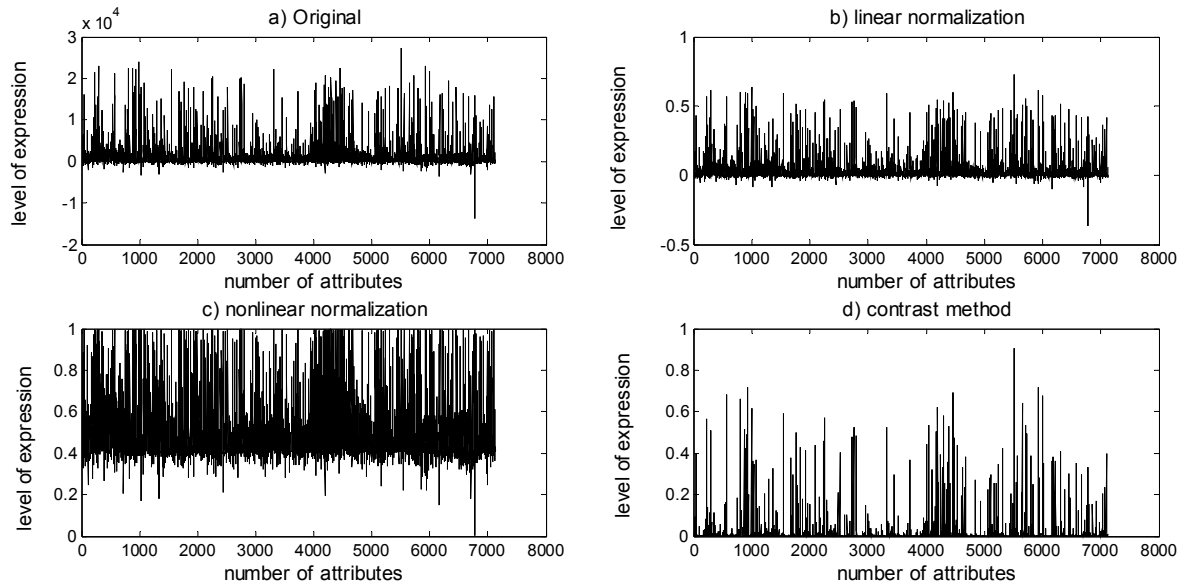 a) Original
x 10^4
3
2
1
0
-1
-2
level of expression
0 1000 2000 3000 4000 5000 6000 7000 8000
number of attributes
b) linear normalization
1
0.5
0
-0.5
level of expression
0 1000 2000 3000 4000 5000 6000 7000 8000
number of attributes
c) nonlinear normalization
1
0.8
0.6
0.4
0.2
0
level of expression
0 1000 2000 3000 4000 5000 6000 7000 8000
number of attributes
d) contrast method
1
0.8
0.6
0.4
0.2
0
level of expression
0 1000 2000 3000 4000 5000 6000 7000 8000
number of attributes